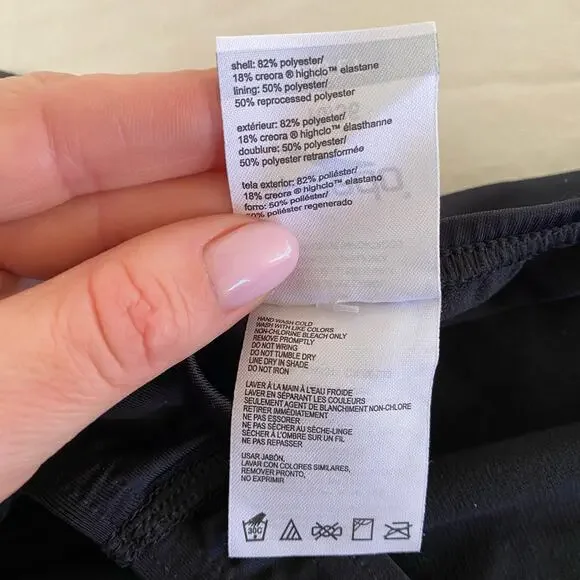 shell: 82% polyester/
18% creora ® highclo™ elastane
lining: 50% polyester/
50% reprocessed polyester
extérieur: 82% polyester/
18% creora ® highclo™ élasthanne
doublure: 50% polyester/
50% polyester retransformée
tela exterior: 82% poliéster/
18% creora ® highclo™ elastano
forro: 50% poliéster/
50% poliéster regenerado
HAND WASH COLD
WASH WITH LIKE COLORS
NON-CHLORINE BLEACH ONLY
REMOVE PROMPTLY
DO NOT WRING
DO NOT TUMBLE DRY
LINE DRY IN SHADE
DO NOT IRON
LAVER À LA MAIN À L'EAU FROIDE
LAVER EN SÉPARANT LES COULEURS
SEULEMENT AGENT DE BLANCHIMENT NON-CHLORE
RETIRER IMMÉDIATEMENT
NE PAS ESSORER
NE PAS SÉCHER AU SÈCHE-LINGE
SÉCHER À L'OMBRE SUR UN FIL
NE PAS REPASSER
USAR JABÓN,
LAVAR CON COLORES SIMILARES,
REMOVER PRONTO,
NO EXPRIMIR
30C